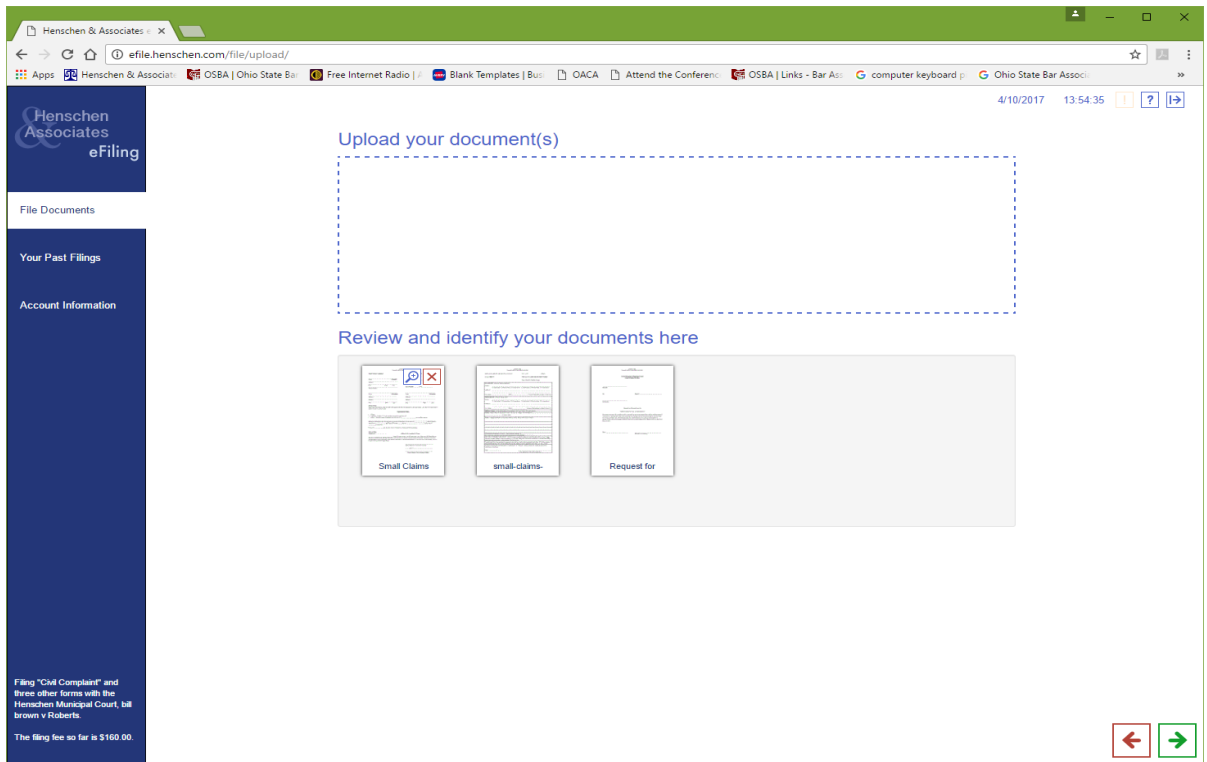 Henschen & Associates e
efile.henschen.com/file/upload/
Apps
Henschen & Associat
OSBA | Ohio State Bar
Free Internet Radio |
Blank Templates | Bus
OACA
Attend the Conferenc
OSBA | Links - Bar Ass
computer keyboard p
Ohio State Bar Associ
»
4/10/2017 13:54:35 ! ?
Henschen
&
Associates
eFiling
File Documents
Your Past Filings
Account Information
Upload your document(s)
Review and identify your documents here
Small Claims
small-claims-
Request for
Filing "Civil Complaint" and
three other forms with the
Henschen Municipal Court, bill
brown v Roberts.
The filing fee so far is $160.00.